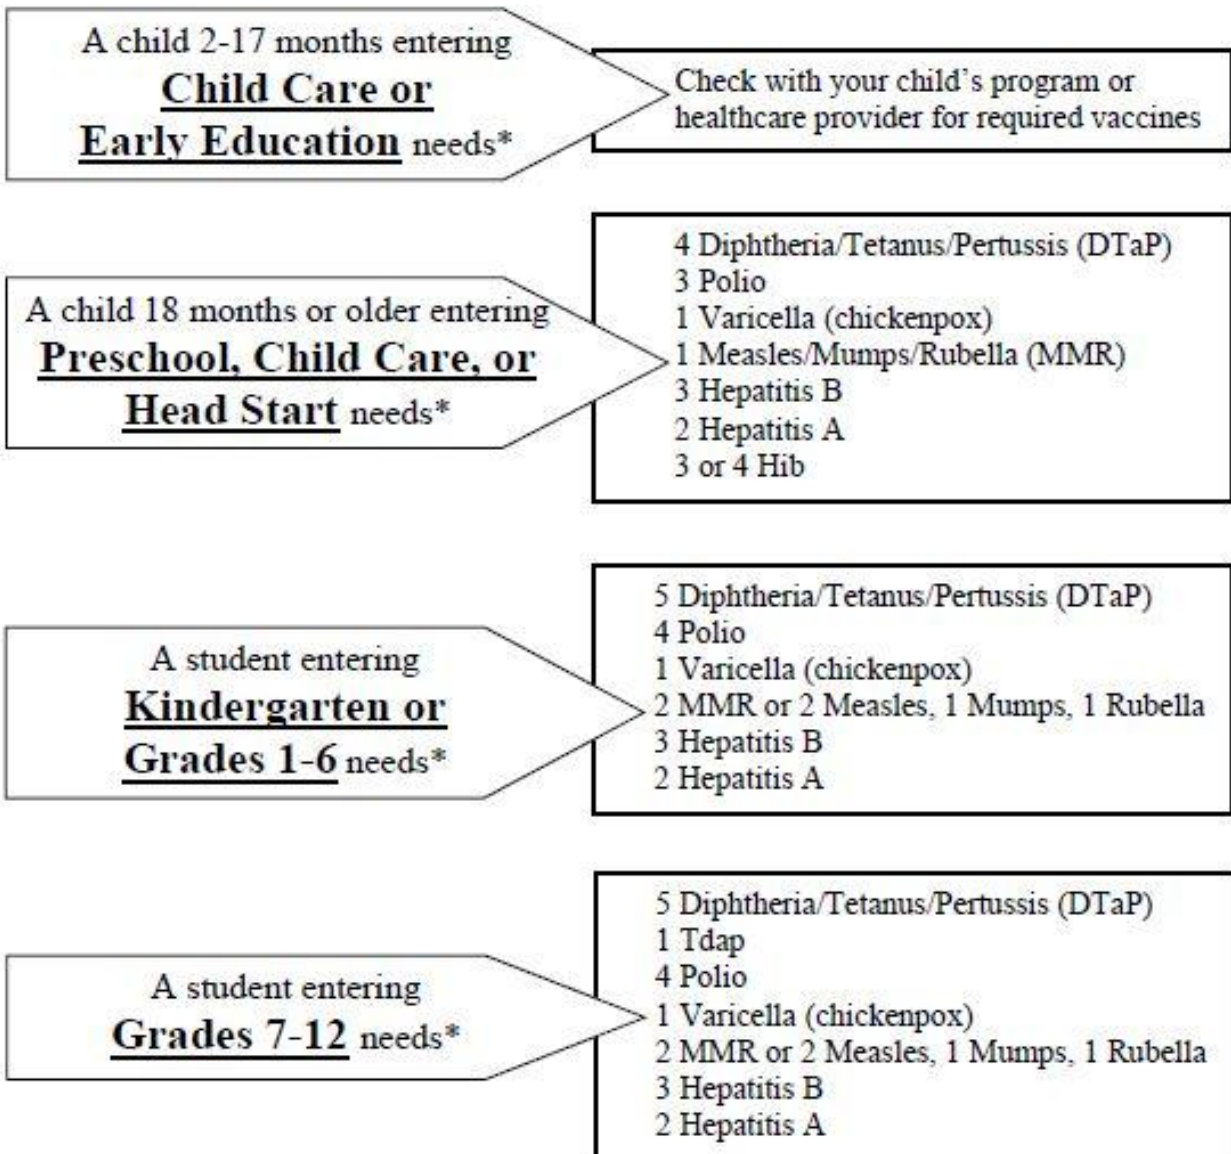 A child 2-17 months entering
Child Care or
Early Education needs*
Check with your child's program or
healthcare provider for required vaccines
A child 18 months or older entering
Preschool, Child Care, or
Head Start needs*
4 Diphtheria/Tetanus/Pertussis (DTaP)
3 Polio
1 Varicella (chickenpox)
1 Measles/Mumps/Rubella (MMR)
3 Hepatitis B
2 Hepatitis A
3 or 4 Hib
A student entering
Kindergarten or
Grades 1-6 needs*
5 Diphtheria/Tetanus/Pertussis (DTaP)
4 Polio
1 Varicella (chickenpox)
2 MMR or 2 Measles, 1 Mumps, 1 Rubella
3 Hepatitis B
2 Hepatitis A
A student entering
Grades 7-12 needs*
5 Diphtheria/Tetanus/Pertussis (DTaP)
1 Tdap
4 Polio
1 Varicella (chickenpox)
2 MMR or 2 Measles, 1 Mumps, 1 Rubella
3 Hepatitis B
2 Hepatitis A